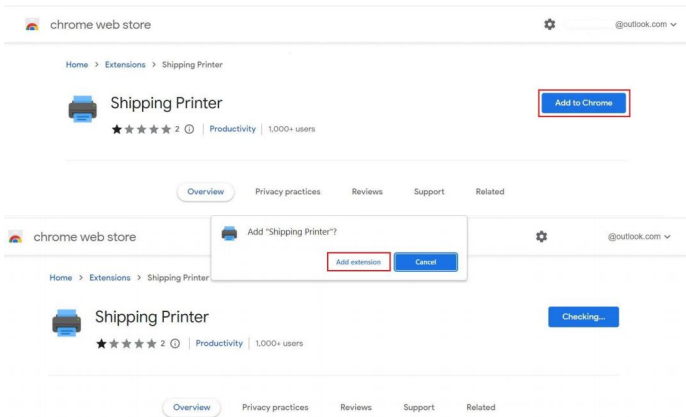 chrome web store
@outlook.com
Home > Extensions > Shipping Printer
Shipping Printer
Add to Chrome
2 | Productivity | 1,000+ users
Overview Privacy practices Reviews Support Related
Add "Shipping Printer"?
Add extension Cancel
chrome web store
@outlook.com
Home > Extensions > Shipping Printer
Shipping Printer
Checking...
2 | Productivity | 1,000+ users
Overview Privacy practices Reviews Support Related